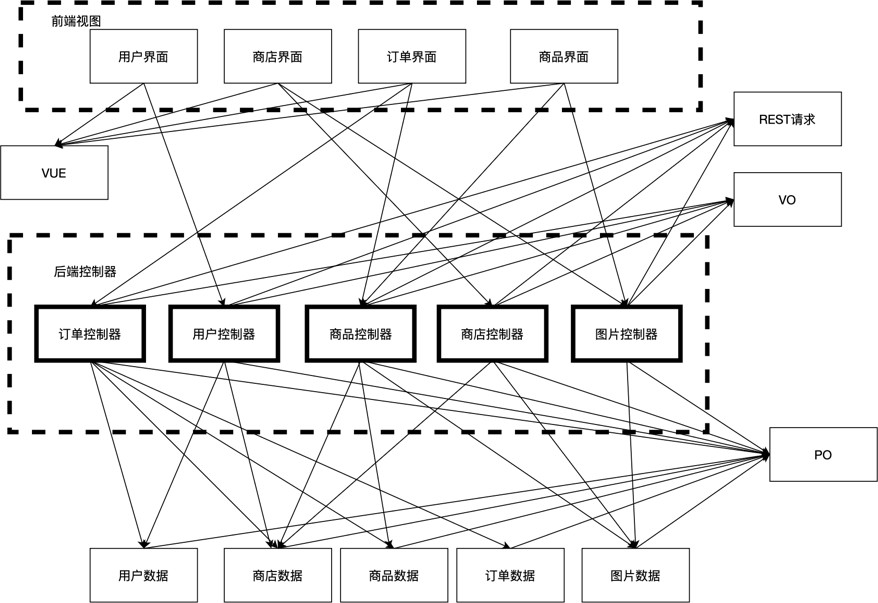 前端视图
用户界面
商店界面
订单界面
商品界面
REST请求
VUE
VO
后端控制器
订单控制器
用户控制器
商品控制器
商店控制器
图片控制器
PO
用户数据
商店数据
商品数据
订单数据
图片数据